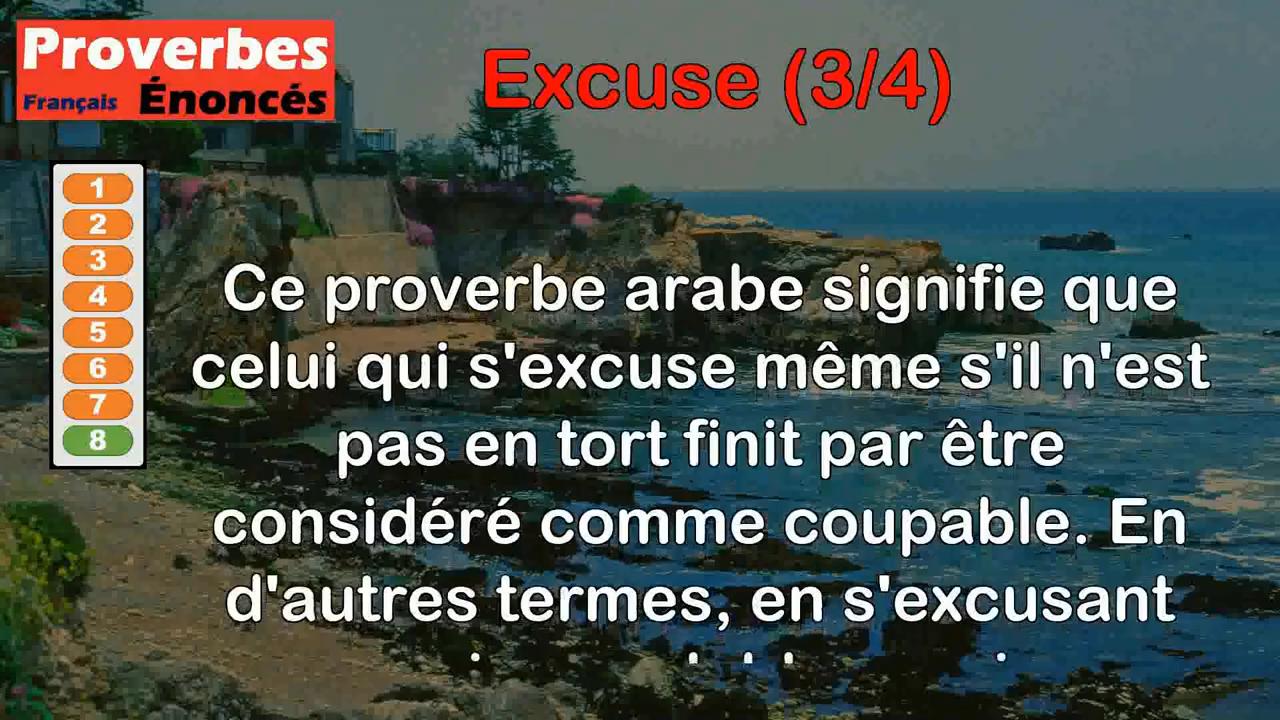 Proverbes
Français Énoncés
Excuse (3/4)
1
2
3
4
5
6
7
8
Ce proverbe arabe signifie que
celui qui s'excuse même s'il n'est
pas en tort finit par être
considéré comme coupable. En
d'autres termes, en s'excusant